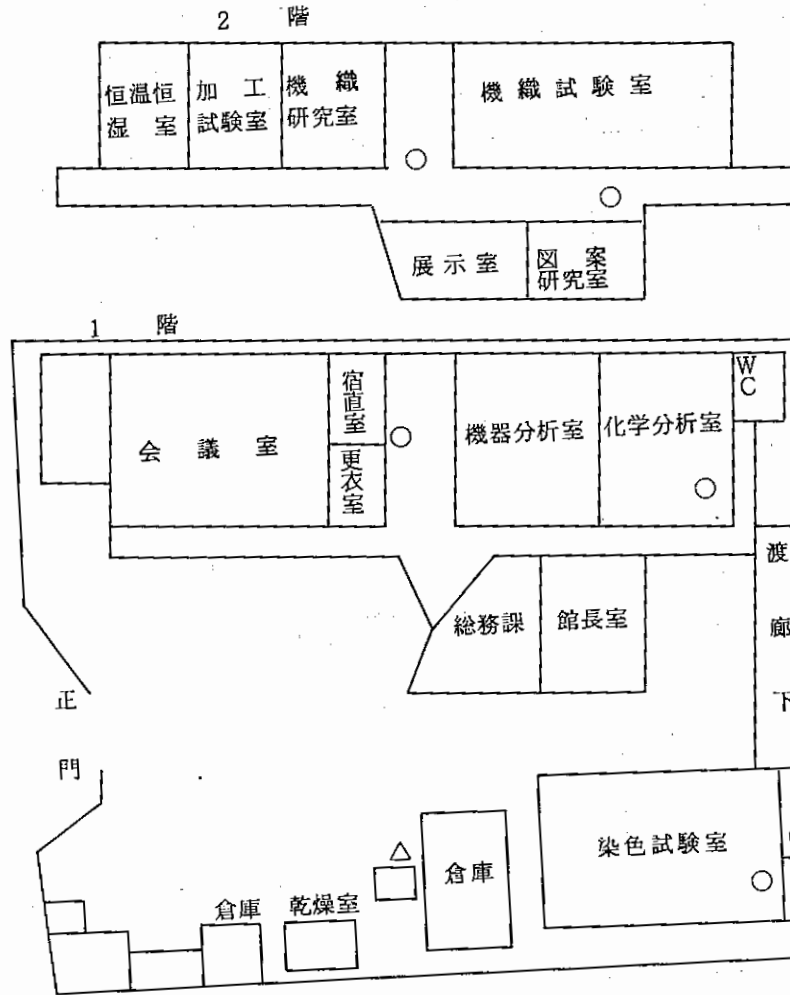 2 階
恒温恒
湿 室
加 工
試験室
機 織
研究室
機 織 試 験 室
展 示 室
図 案
研究室
1 階
会 議 室
宿直室
更衣室
機器分析室
化学分析室
WC
渡廊下
総務課
館長室
正門
染色試験室
倉庫
倉庫
乾燥室